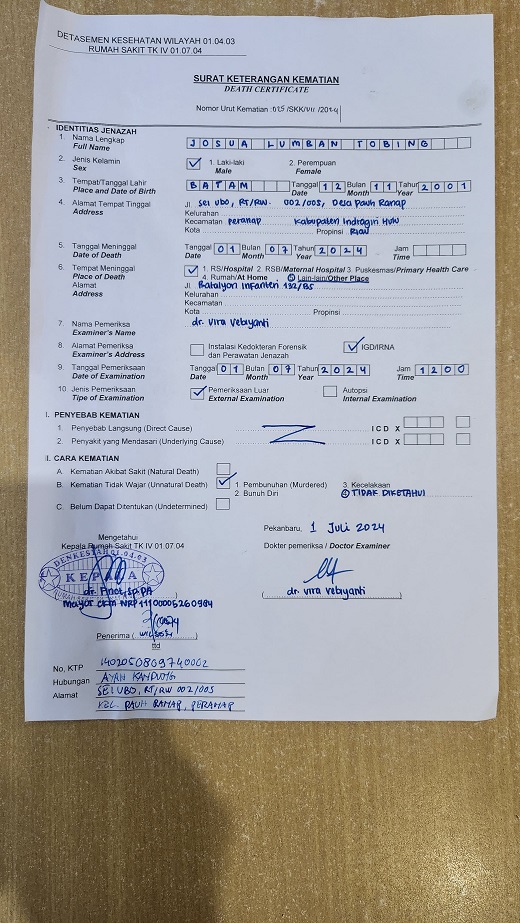 DETASEMEN KESEHATAN WILAYAH 01.04.03
RUMAH SAKIT TK IV 01.07.04
SURAT KETERANGAN KEMATIAN
DEATH CERTIFICATE
Nomor Urut Kematian : 025 /SKK/VII /2024
IDENTITIAS JENAZAH
1. Nama Lengkap JOSUA LUMBAN TOBING
Full Name
2. Jenis Kelamin 1. Laki-laki 2. Perempuan
Sex Male Female
3. Tempat/Tanggal Lahir BATAM Tanggal 12 Bulan 11 Tahun 2001
Place and Date of Birth Date Month Year
4. Alamat Tempat Tinggal Jl. Sei Ubo, RT/RW. 002/005, Desa Pauh Ranap
Address Kelurahan
Kecamatan Peranap Kabupaten Indragiri Hulu
Kota Propinsi Riau
5. Tanggal Meninggal Tanggal 01 Bulan 07 Tahun 2024 Jam
Date of Death Date Month Year Time
6. Tempat Meninggal 1. RS/Hospital 2. RSB/Maternal Hospital 3. Puskesmas/Primary Health Care
Place of Death 4. Rumah/At Home 5 Lain-lain/Other Place
Alamat Jl. Batalyon Infanteri 132/BS
Address Kelurahan
Kecamatan
Kota Propinsi
7. Nama Pemeriksa dr. Vira Vebiyanti
Examiner's Name
8. Alamat Pemeriksa Instalasi Kedokteran Forensik IGD/IRNA
Examiner's Address dan Perawatan Jenazah
9. Tanggal Pemeriksaan Tanggal 01 Bulan 07 Tahun 2024 Jam 1200
Date of Examination Date Month Year Time
10. Jenis Pemeriksaan Pemeriksaan Luar Autopsi
Tipe of Examination External Examination Internal Examination
I. PENYEBAB KEMATIAN
1. Penyebab Langsung (Direct Cause) ICD X
2. Penyakit yang Mendasari (Underlying Cause) ICD X
II. CARA KEMATIAN
A. Kematian Akibat Sakit (Natural Death)
B. Kematian Tidak Wajar (Unnatural Death) 1. Pembunuhan (Murdered) 3. Kecelakaan
2. Bunuh Diri 4 TIDAK DIKETAHUI
C. Belum Dapat Ditentukan (Undetermined)
Pekanbaru, 1 Juli 2024
Mengetahui
Kepala Rumah Sakit TK IV 01.07.04 Dokter pemeriksa / Doctor Examiner
DENKESYAH 01.04.03
KEPALA
Mayor Ckm NRP 11100005260984
dr. Vira Vebiyanti
Penerima
ttd
No, KTP 1402050809740002
Hubungan AYAH KANDUNG
Alamat SEI UBO, RT/RW 002/005
PAUH RANAP, PERANAP